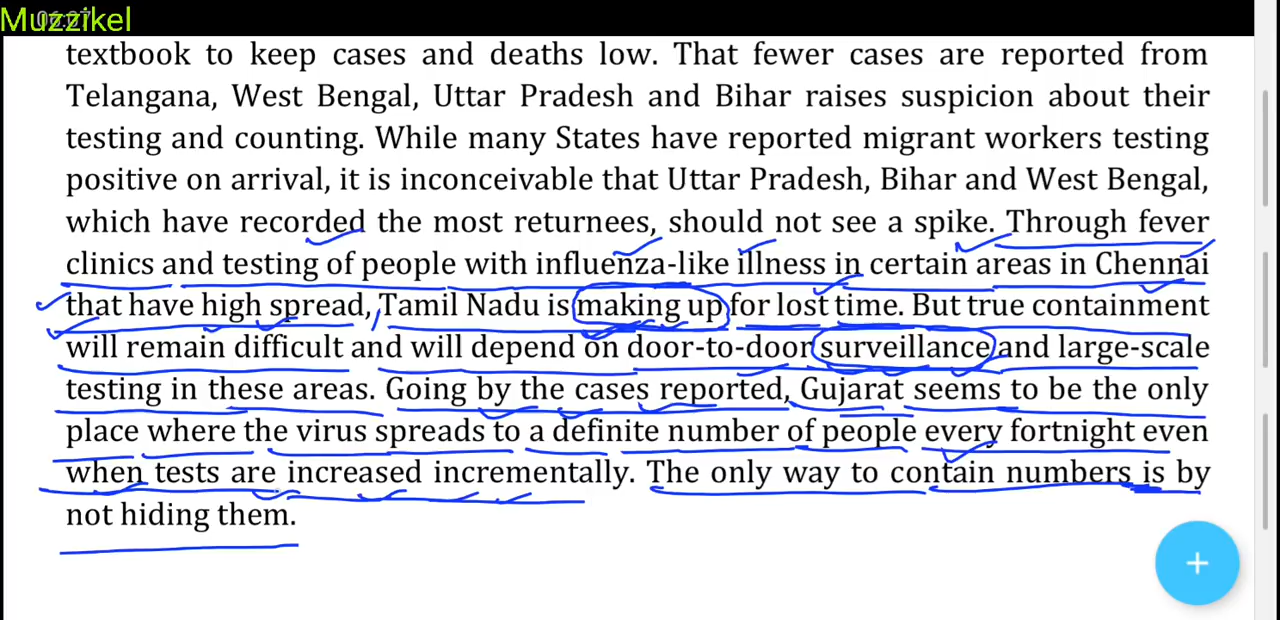 Muzzikel
textbook to keep cases and deaths low. That fewer cases are reported from
Telangana, West Bengal, Uttar Pradesh and Bihar raises suspicion about their
testing and counting. While many States have reported migrant workers testing
positive on arrival, it is inconceivable that Uttar Pradesh, Bihar and West Bengal,
which have recorded the most returnees, should not see a spike. Through fever
clinics and testing of people with influenza-like illness in certain areas in Chennai
that have high spread, Tamil Nadu is making up for lost time. But true containment
will remain difficult and will depend on door-to-door surveillance and large-scale
testing in these areas. Going by the cases reported, Gujarat seems to be the only
place where the virus spreads to a definite number of people every fortnight even
when tests are increased incrementally. The only way to contain numbers is by
not hiding them.
+